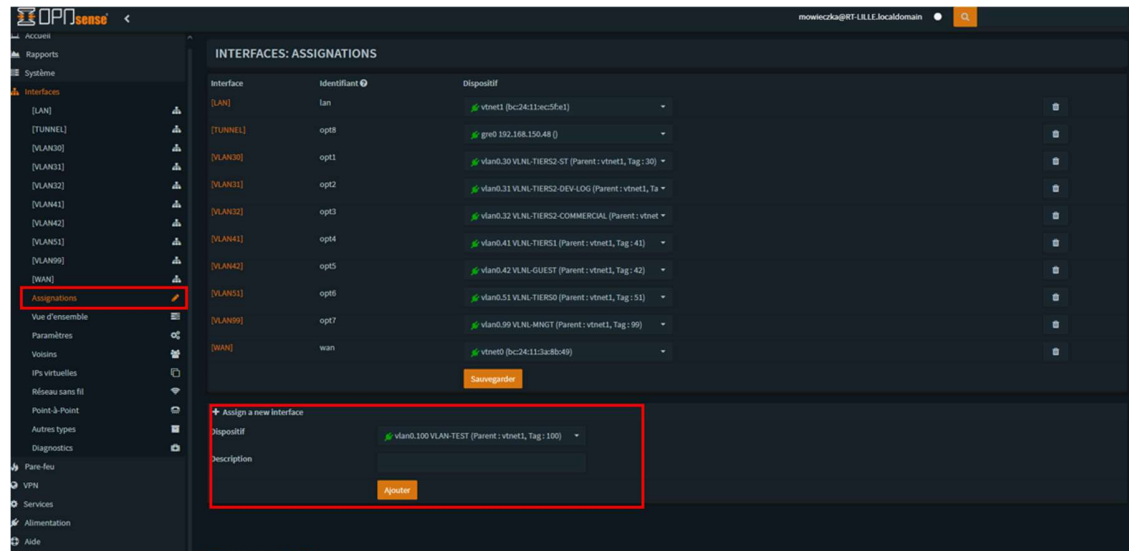 OPNsense <
mowieczka@RT-LILLE.localdomain
Accueil
Rapports
Système
Interfaces
[LAN]
[TUNNEL]
[VLAN30]
[VLAN31]
[VLAN32]
[VLAN41]
[VLAN42]
[VLAN51]
[VLAN99]
[WAN]
Assignations
Vue d'ensemble
Paramètres
Voisins
IPs virtuelles
Réseau sans fil
Point-à-Point
Autres types
Diagnostics
Pare-feu
VPN
Services
Alimentation
Aide
INTERFACES: ASSIGNATIONS
Interface Identifiant Dispositif
[LAN] lan vtnet1 (bc:24:11:ec:5f:e1)
[TUNNEL] opt8 gre0 192.168.150.48 ()
[VLAN30] opt1 vlan0.30 VLNL-TIERS2-ST (Parent : vtnet1, Tag : 30)
[VLAN31] opt2 vlan0.31 VLNL-TIERS2-DEV-LOG (Parent : vtnet1, Ta
[VLAN32] opt3 vlan0.32 VLNL-TIERS2-COMMERCIAL (Parent : vtnet
[VLAN41] opt4 vlan0.41 VLNL-TIERS1 (Parent : vtnet1, Tag : 41)
[VLAN42] opt5 vlan0.42 VLNL-GUEST (Parent : vtnet1, Tag : 42)
[VLAN51] opt6 vlan0.51 VLNL-TIERS0 (Parent : vtnet1, Tag : 51)
[VLAN99] opt7 vlan0.99 VLNL-MNGT (Parent : vtnet1, Tag : 99)
[WAN] wan vtnet0 (bc:24:11:3a:8b:49)
Sauvegarder
+ Assign a new interface
Dispositif vlan0.100 VLAN-TEST (Parent : vtnet1, Tag : 100)
Description
Ajouter